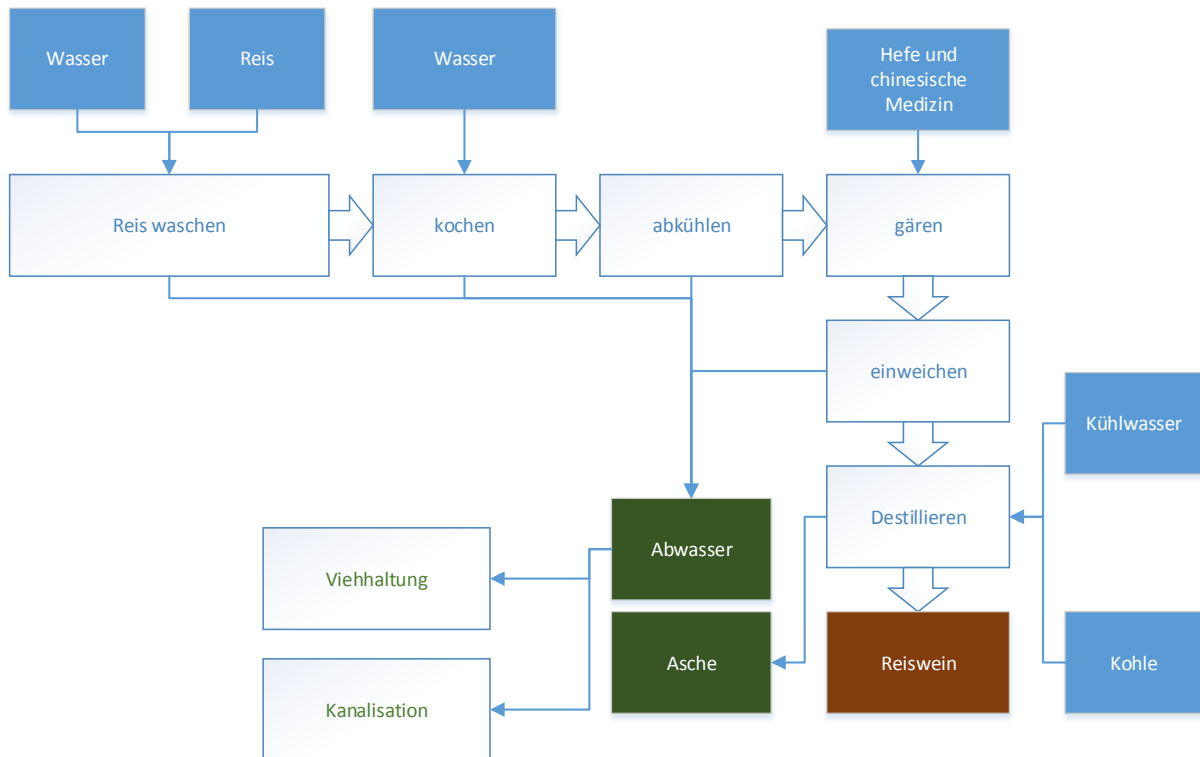 Wasser
Reis
Wasser
Hefe und
chinesische
Medizin
Reis waschen
kochen
abkühlen
gären
einweichen
Kühlwasser
Destillieren
Abwasser
Viehhaltung
Asche
Reiswein
Kohle
Kanalisation